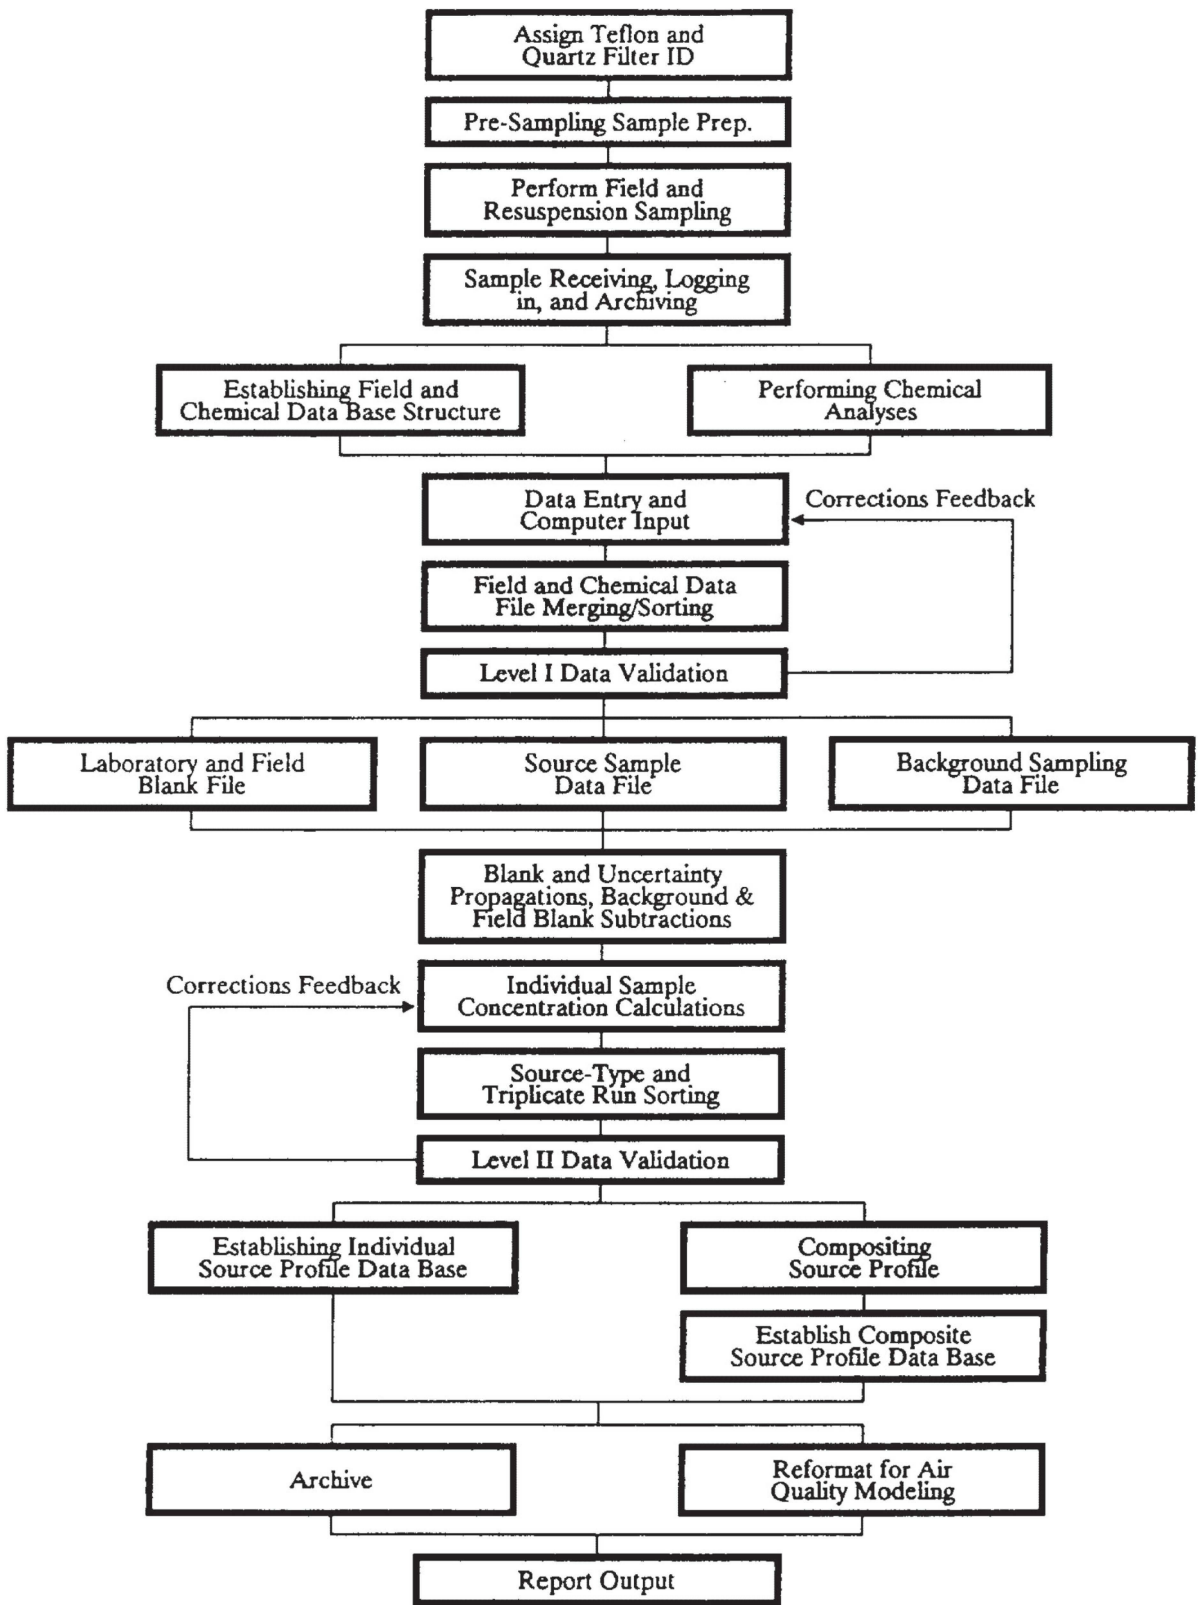 Assign Teflon and
Quartz Filter ID
Pre-Sampling Sample Prep.
Perform Field and
Resuspension Sampling
Sample Receiving, Logging
in, and Archiving
Establishing Field and
Chemical Data Base Structure
Performing Chemical
Analyses
Data Entry and
Computer Input
Corrections Feedback
Field and Chemical Data
File Merging/Sorting
Level I Data Validation
Laboratory and Field
Blank File
Source Sample
Data File
Background Sampling
Data File
Blank and Uncertainty
Propagations, Background &
Field Blank Subtractions
Corrections Feedback
Individual Sample
Concentration Calculations
Source-Type and
Triplicate Run Sorting
Level II Data Validation
Establishing Individual
Source Profile Data Base
Compositing
Source Profile
Establish Composite
Source Profile Data Base
Archive
Reformat for Air
Quality Modeling
Report Output